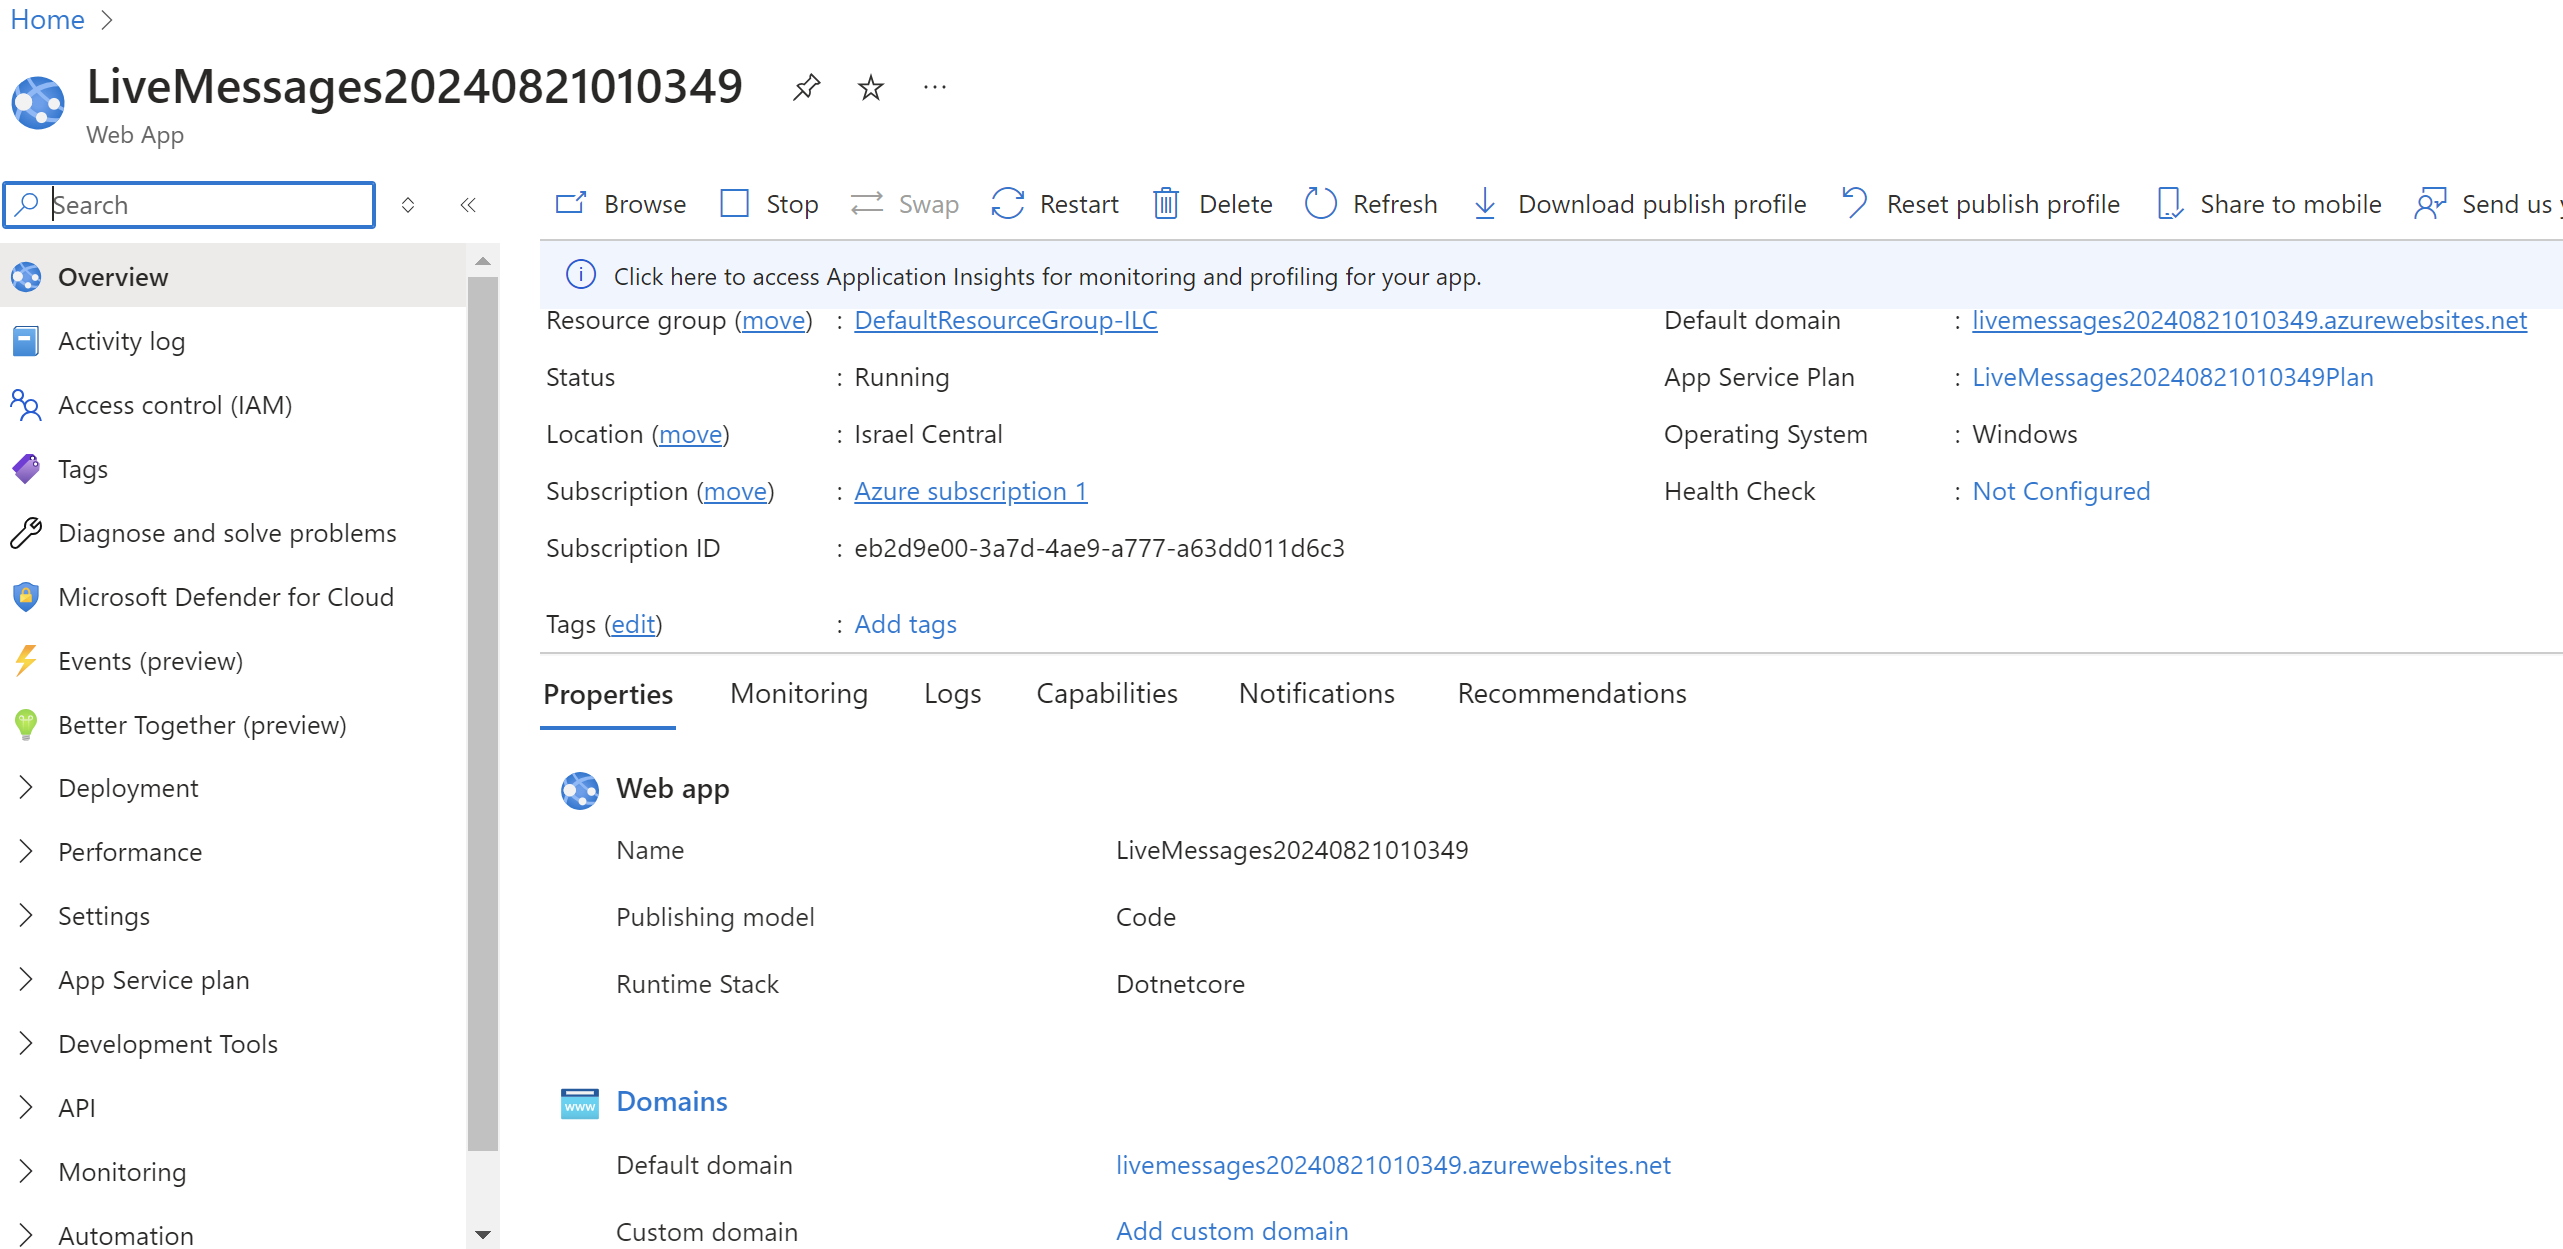 Home
LiveMessages20240821010349
Web App
Search
Browse Stop Swap Restart Delete Refresh Download publish profile Reset publish profile Share to mobile Send us
Click here to access Application Insights for monitoring and profiling for your app.
Overview
Activity log
Access control (IAM)
Tags
Diagnose and solve problems
Microsoft Defender for Cloud
Events (preview)
Better Together (preview)
Deployment
Performance
Settings
App Service plan
Development Tools
API
Monitoring
Automation
Resource group (move) : DefaultResourceGroup-ILC
Status : Running
Location (move) : Israel Central
Subscription (move) : Azure subscription 1
Subscription ID : eb2d9e00-3a7d-4ae9-a777-a63dd011d6c3
Tags (edit) : Add tags
Default domain : livemessages20240821010349.azurewebsites.net
App Service Plan : LiveMessages20240821010349Plan
Operating System : Windows
Health Check : Not Configured
Properties Monitoring Logs Capabilities Notifications Recommendations
Web app
Name LiveMessages20240821010349
Publishing model Code
Runtime Stack Dotnetcore
www Domains
Default domain livemessages20240821010349.azurewebsites.net
Custom domain Add custom domain